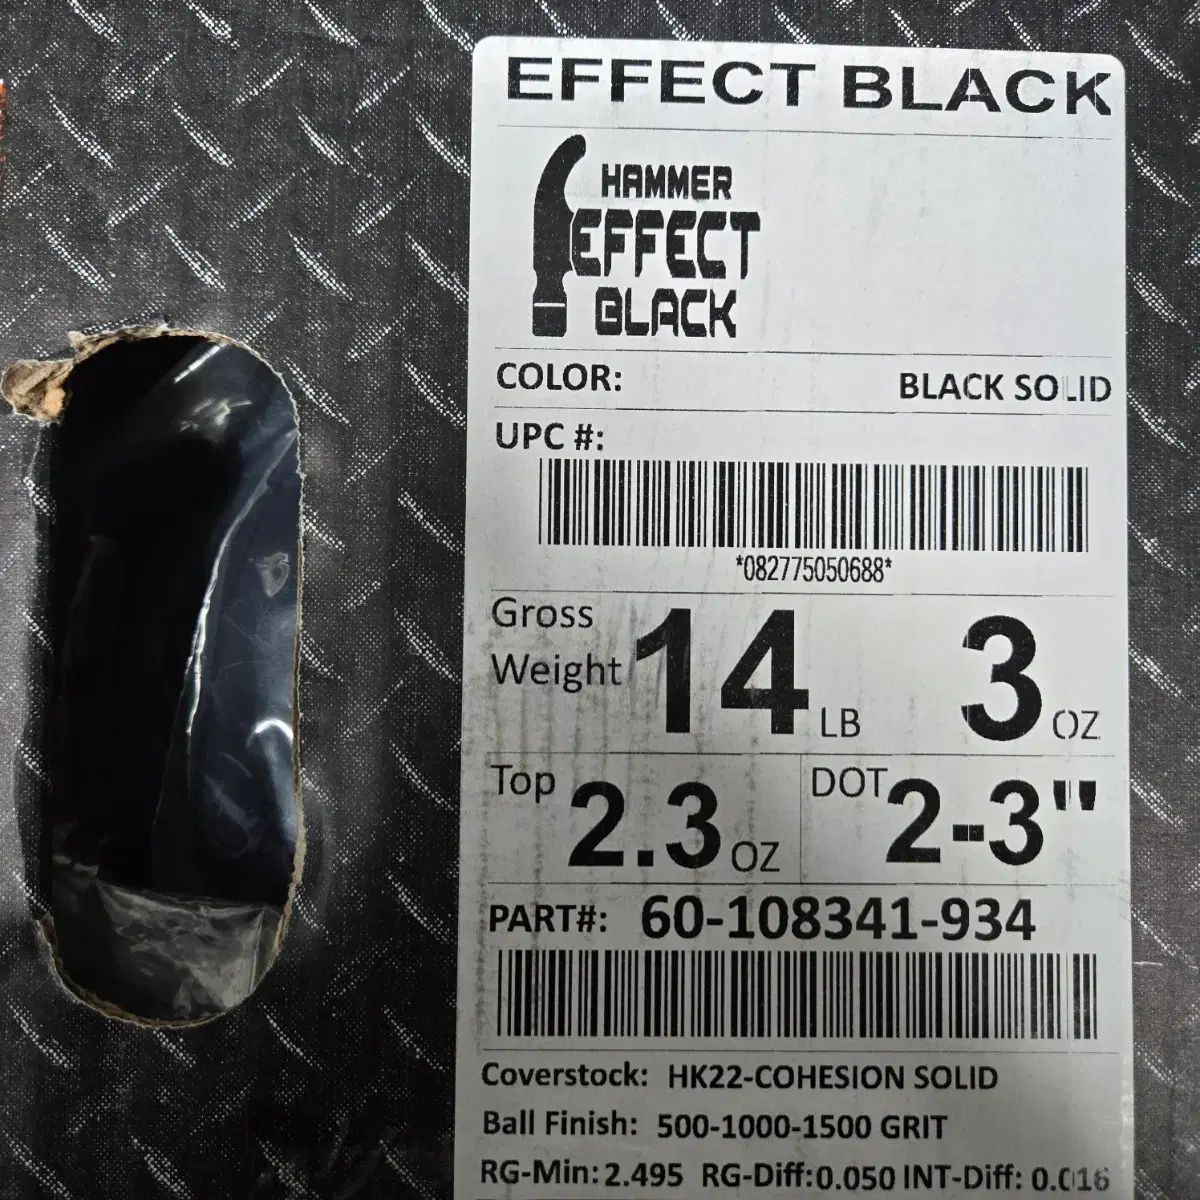 EFFECT BLACK
HAMMER
EFFECT
BLACK
COLOR: BLACK SOLID
UPC #:
*082775050688*
Gross Weight 14 LB 3 OZ
Top 2.3 OZ DOT 2-3"
PART#: 60-108341-934
Coverstock: HK22-COHESION SOLID
Ball Finish: 500-1000-1500 GRIT
RG-Min: 2.495 RG-Diff: 0.050 INT-Diff: 0.016